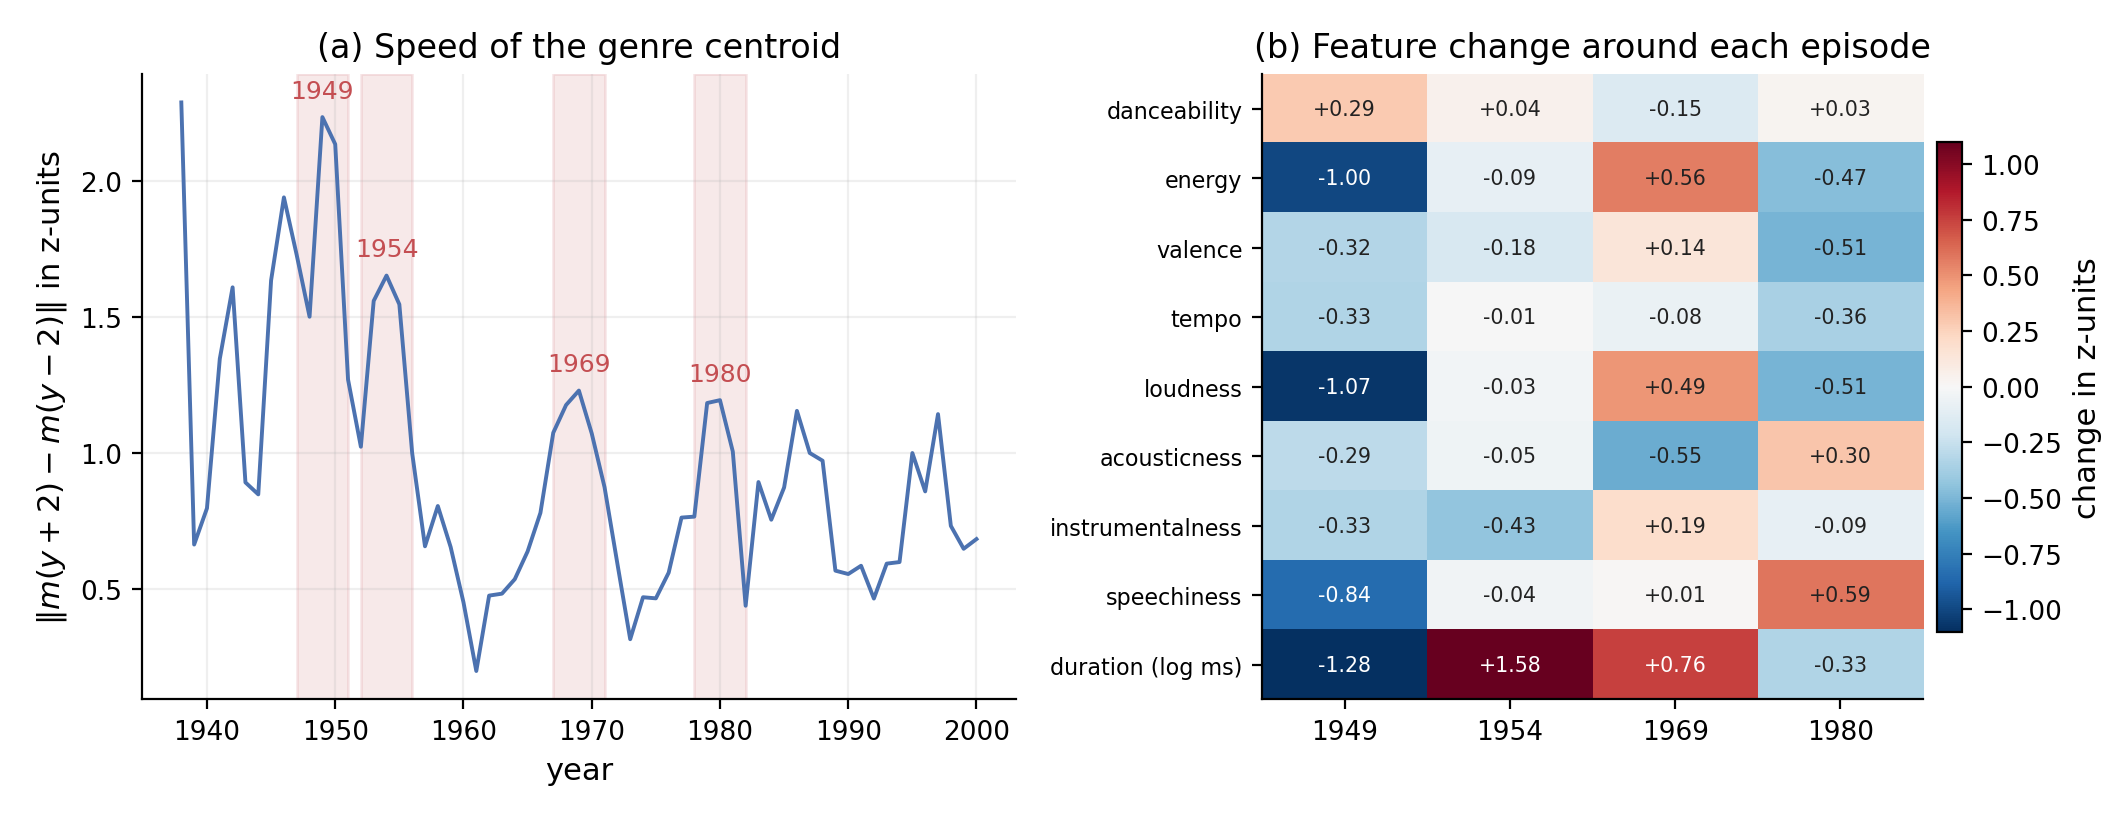 (a) Speed of the genre centroid
‖m(y + 2) − m(y − 2)‖ in z-units
2.0
1.5
1.0
0.5
1949
1954
1969
1980
1940 1950 1960 1970 1980 1990 2000
year
(b) Feature change around each episode
danceability +0.29 +0.04 -0.15 +0.03
energy -1.00 -0.09 +0.56 -0.47
valence -0.32 -0.18 +0.14 -0.51
tempo -0.33 -0.01 -0.08 -0.36
loudness -1.07 -0.03 +0.49 -0.51
acousticness -0.29 -0.05 -0.55 +0.30
instrumentalness -0.33 -0.43 +0.19 -0.09
speechiness -0.84 -0.04 +0.01 +0.59
duration (log ms) -1.28 +1.58 +0.76 -0.33
1949 1954 1969 1980
1.00
0.75
0.50
0.25
0.00
−0.25
−0.50
−0.75
−1.00
change in z-units